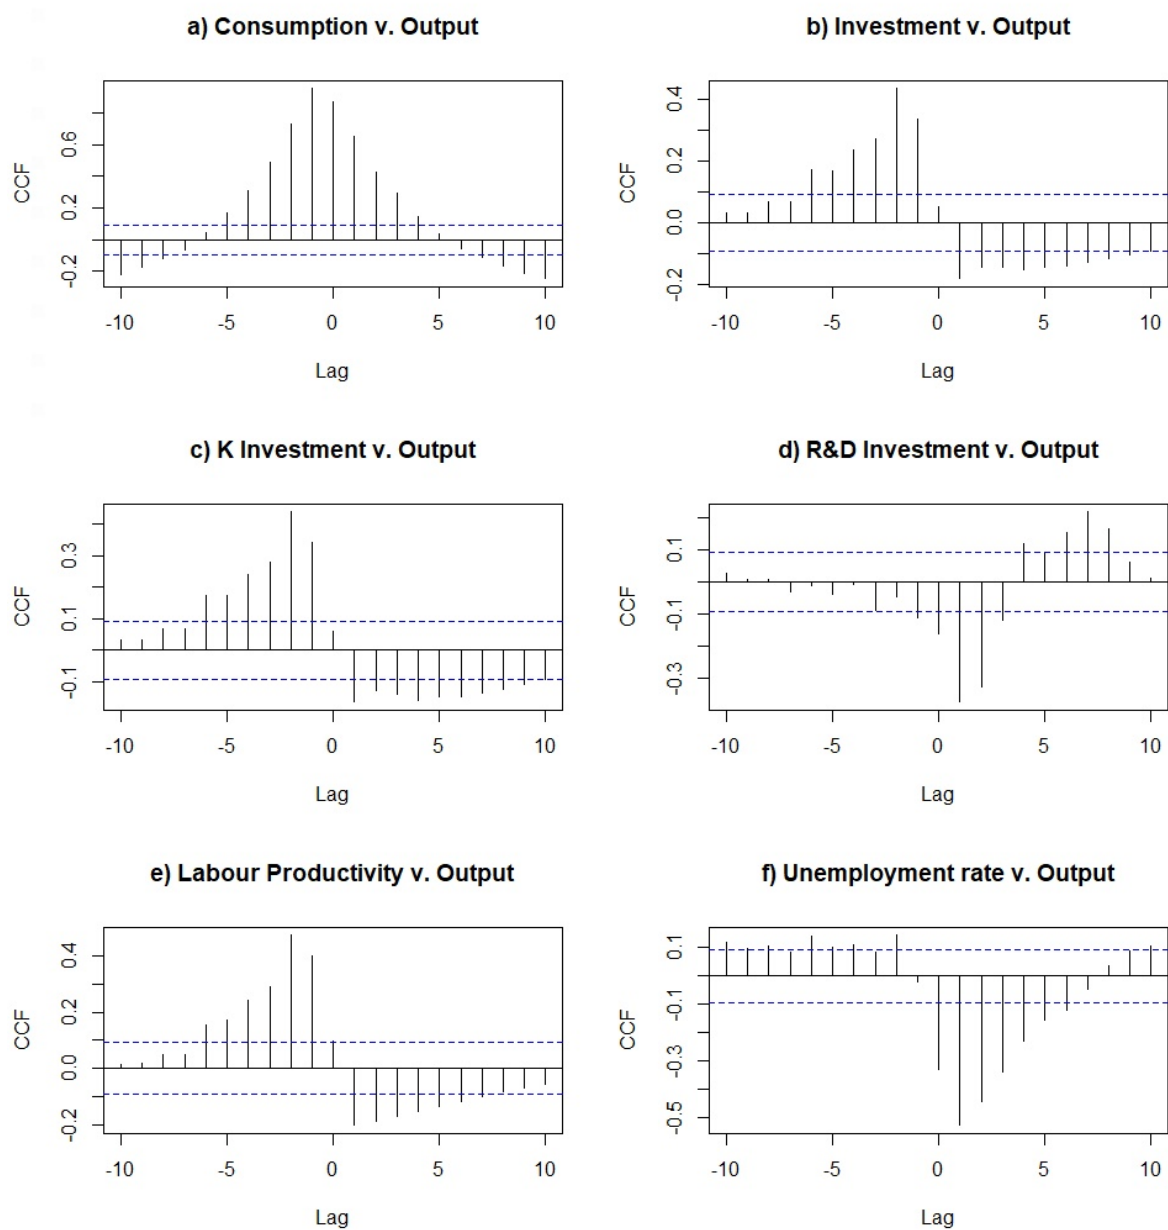 a) Consumption v. Output
CCF
-0.2 0.2 0.6
-10 -5 0 5 10
Lag
b) Investment v. Output
CCF
-0.2 0.0 0.2 0.4
-10 -5 0 5 10
Lag
c) K Investment v. Output
CCF
-0.1 0.1 0.3
-10 -5 0 5 10
Lag
d) R&D Investment v. Output
CCF
-0.3 -0.1 0.1
-10 -5 0 5 10
Lag
e) Labour Productivity v. Output
CCF
-0.2 0.0 0.2 0.4
-10 -5 0 5 10
Lag
f) Unemployment rate v. Output
CCF
-0.5 -0.3 -0.1 0.1
-10 -5 0 5 10
Lag